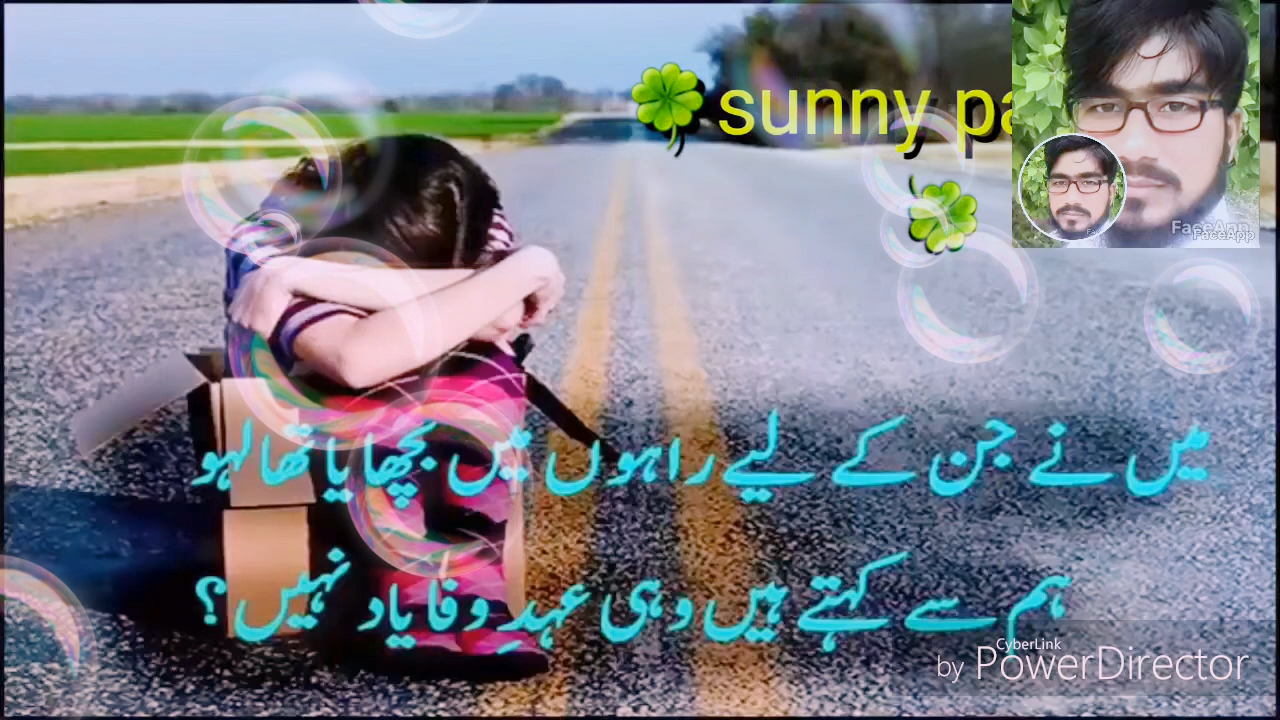 🍀sunny pa
🍀
FaceApp
FaceApp
میں نے جن کے لیے راہوں میں بچھایا تھا لہو
ہم سے کہتے ہیں وہی عہدِ وفا یاد نہیں؟
CyberLink
by PowerDirector